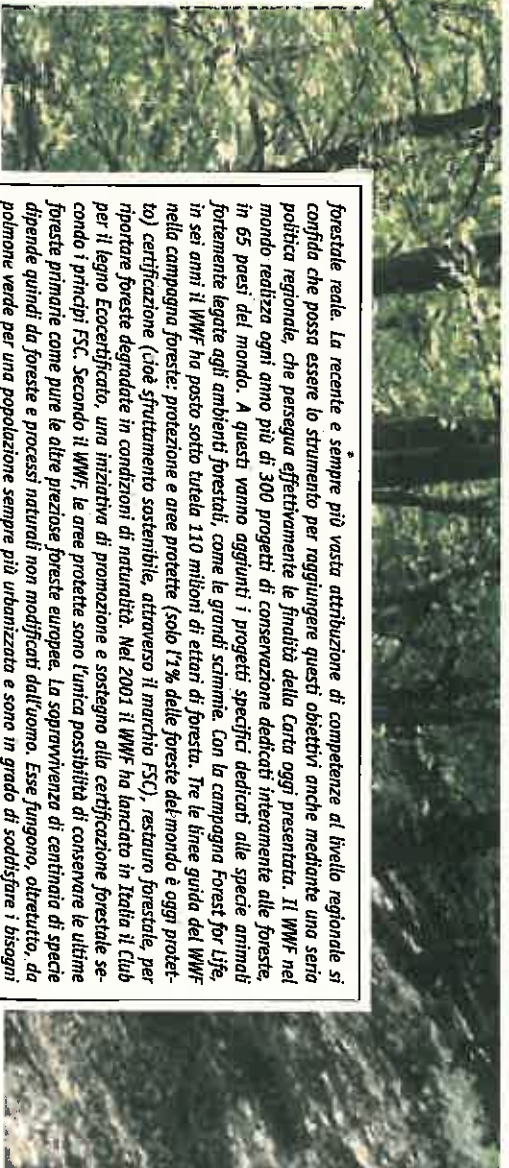 forestale reale. La recente e sempre più vasta attribuzione di competenze al livello regionale si
confida che possa essere lo strumento per raggiungere questi obiettivi anche mediante una seria
politica regionale, che persegua effettivamente le finalità della Carta oggi presentata. Il WWF nel
mondo realizza ogni anno più di 300 progetti di conservazione dedicati interamente alle foreste,
in 65 paesi del mondo. A questi vanno aggiunti i progetti specifici dedicati alle specie animali
fortemente legate agli ambienti forestali, come le grandi scimmie. Con la campagna Forest for Life,
in sei anni il WWF ha posto sotto tutela 110 milioni di ettari di foresta. Tre le linee guida del WWF
nella campagna foreste: protezione e aree protette (solo l'1% delle foreste del mondo è oggi protet-
to) certificazione (cioè sfruttamento sostenibile, attraverso il marchio FSC), restauro forestale, per
riportare foreste degradate in condizioni di naturalità. Nel 2001 il WWF ha lanciato in Italia il Club
per il legno Ecocertificato, una iniziativa di promozione e sostegno alla certificazione forestale se-
condo i principi FSC. Secondo il WWF, le aree protette sono l'unica possibilità di conservare le ultime
foreste primarie come pure le altre preziose foreste europee. La sopravvivenza di centinaia di specie
dipende quindi da foreste e processi naturali non modificati dall'uomo. Esse fungono, oltretutto, da
polmone verde per una popolazione sempre più urbanizzata e sono in grado di soddisfare i bisogni